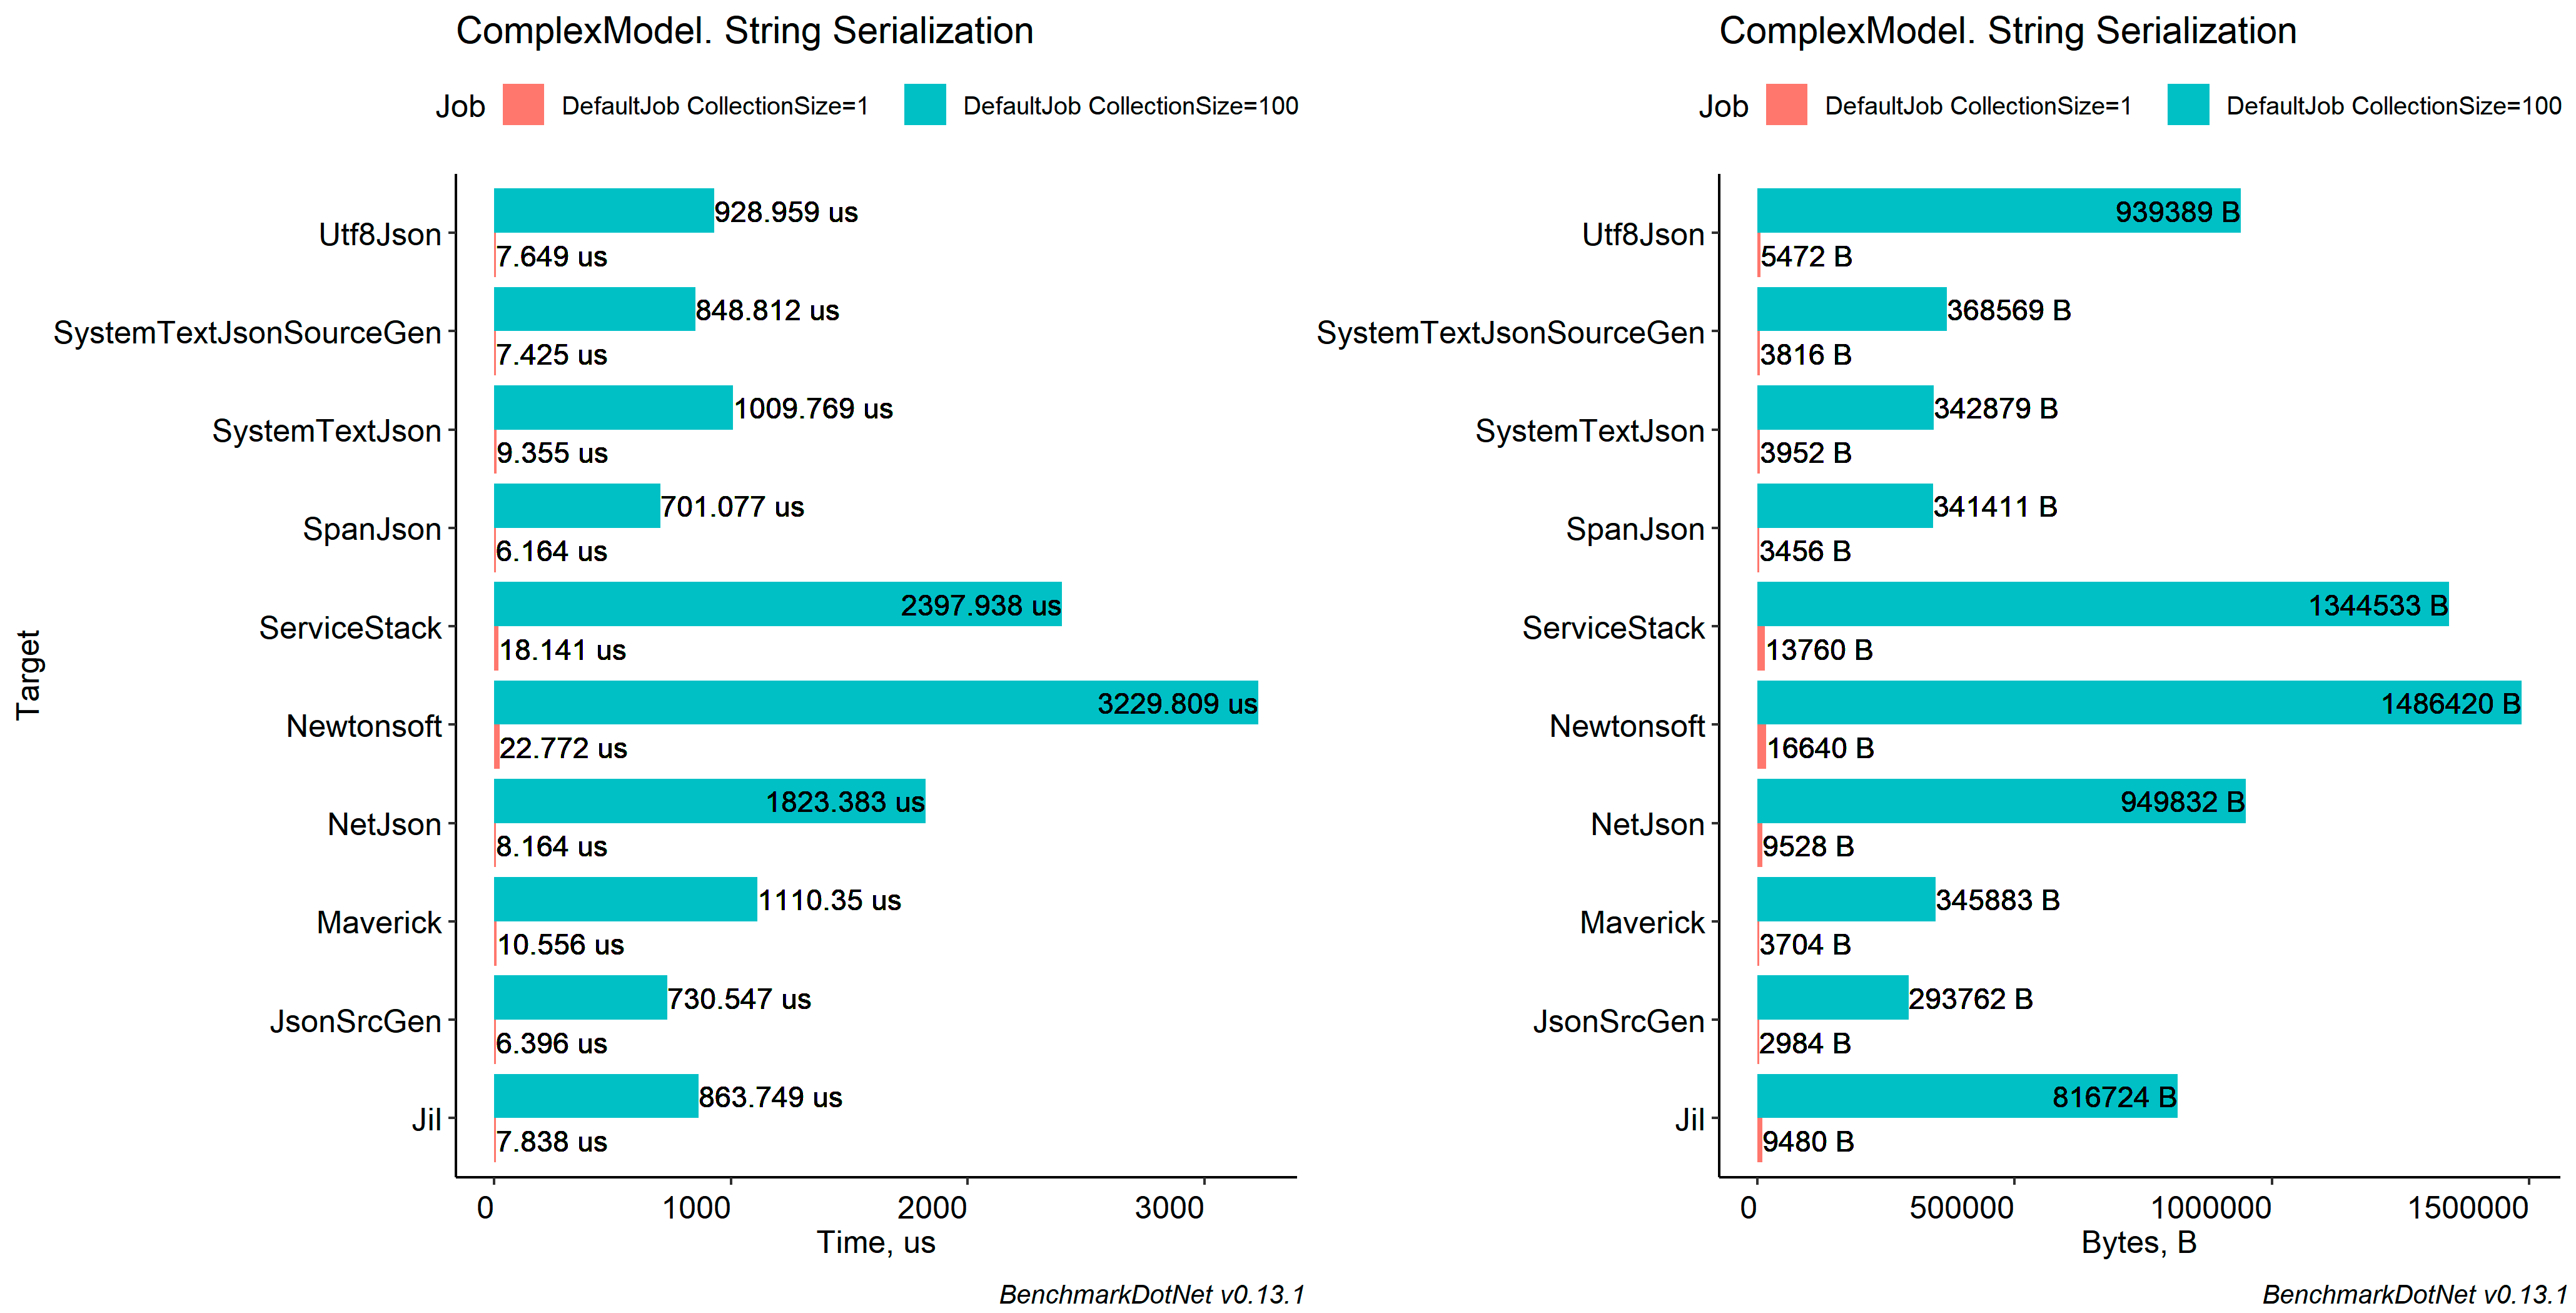 ComplexModel. String Serialization
Job DefaultJob CollectionSize=1 DefaultJob CollectionSize=100
Target
Utf8Json
928.959 us
7.649 us
SystemTextJsonSourceGen
848.812 us
7.425 us
SystemTextJson
1009.769 us
9.355 us
SpanJson
701.077 us
6.164 us
ServiceStack
2397.938 us
18.141 us
Newtonsoft
3229.809 us
22.772 us
NetJson
1823.383 us
8.164 us
Maverick
1110.35 us
10.556 us
JsonSrcGen
730.547 us
6.396 us
Jil
863.749 us
7.838 us
0 1000 2000 3000
Time, us
BenchmarkDotNet v0.13.1
ComplexModel. String Serialization
Job DefaultJob CollectionSize=1 DefaultJob CollectionSize=100
Utf8Json
939389 B
5472 B
SystemTextJsonSourceGen
368569 B
3816 B
SystemTextJson
342879 B
3952 B
SpanJson
341411 B
3456 B
ServiceStack
1344533 B
13760 B
Newtonsoft
1486420 B
16640 B
NetJson
949832 B
9528 B
Maverick
345883 B
3704 B
JsonSrcGen
293762 B
2984 B
Jil
816724 B
9480 B
0 500000 1000000 1500000
Bytes, B
BenchmarkDotNet v0.13.1